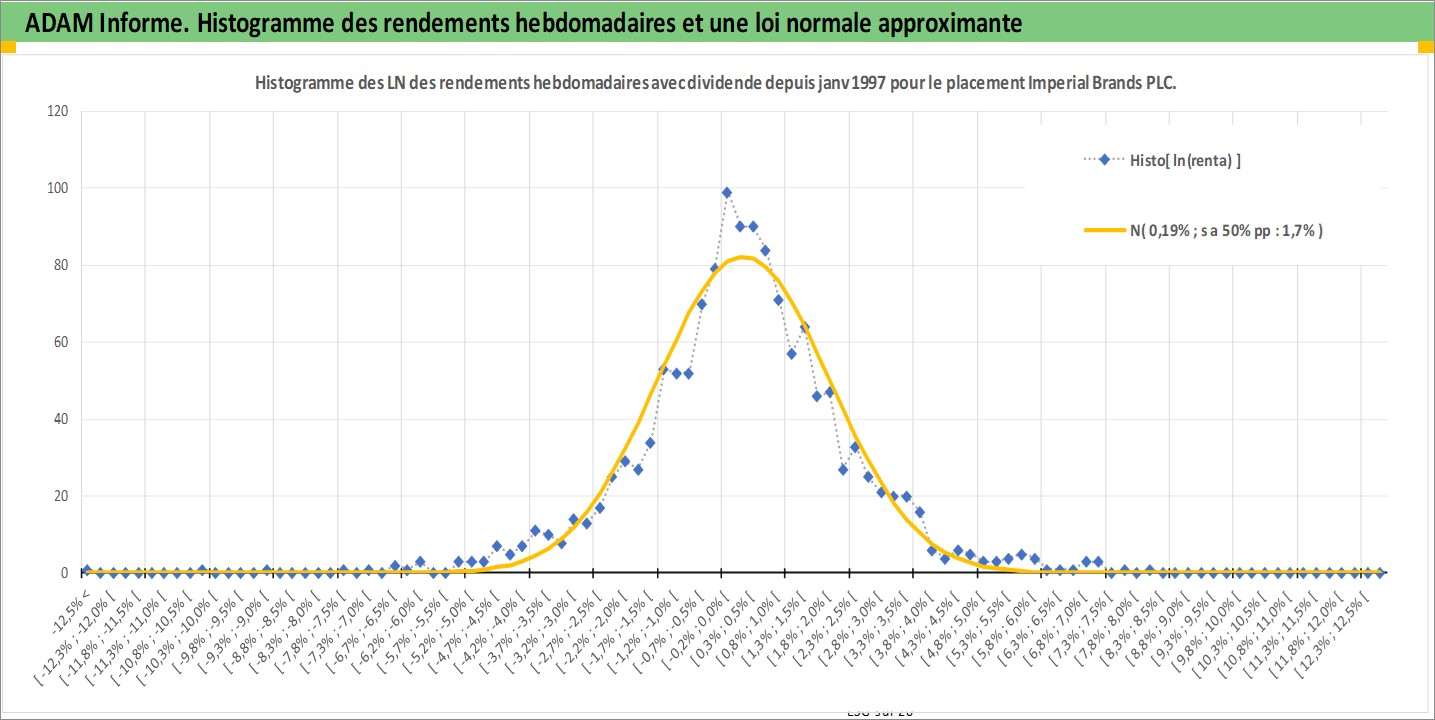 ADAM Informe. Histogramme des rendements hebdomadaires et une loi normale approximante
Histogramme des LN des rendements hebdomadaires avec dividende depuis janv 1997 pour le placement Imperial Brands PLC.
120
100
80
60
40
20
0
Histo[ ln(renta) ]
N( 0,19% ; s a 50% pp : 1,7% )
-12,5% <
[ -12,3% ; -12,0% [
[ -11,8% ; -11,5% [
[ -11,3% ; -11,0% [
[ -10,8% ; -10,5% [
[ -10,3% ; -10,0% [
[ -9,8% ; -9,5% [
[ -9,3% ; -9,0% [
[ -8,8% ; -8,5% [
[ -8,3% ; -8,0% [
[ -7,8% ; -7,5% [
[ -7,3% ; -7,0% [
[ -6,7% ; -6,5% [
[ -6,2% ; -6,0% [
[ -5,7% ; -5,5% [
[ -5,2% ; -5,0% [
[ -4,7% ; -4,5% [
[ -4,2% ; -4,0% [
[ -3,7% ; -3,5% [
[ -3,2% ; -3,0% [
[ -2,7% ; -2,5% [
[ -2,2% ; -2,0% [
[ -1,7% ; -1,5% [
[ -1,2% ; -1,0% [
[ -0,7% ; -0,5% [
[ -0,2% ; 0,0% [
[ 0,3% ; 0,5% [
[ 0,8% ; 1,0% [
[ 1,3% ; 1,5% [
[ 1,8% ; 2,0% [
[ 2,3% ; 2,5% [
[ 2,8% ; 3,0% [
[ 3,3% ; 3,5% [
[ 3,8% ; 4,0% [
[ 4,3% ; 4,5% [
[ 4,8% ; 5,0% [
[ 5,3% ; 5,5% [
[ 5,8% ; 6,0% [
[ 6,3% ; 6,5% [
[ 6,8% ; 7,0% [
[ 7,3% ; 7,5% [
[ 7,8% ; 8,0% [
[ 8,3% ; 8,5% [
[ 8,8% ; 9,0% [
[ 9,3% ; 9,5% [
[ 9,8% ; 10,0% [
[ 10,3% ; 10,5% [
[ 10,8% ; 11,0% [
[ 11,3% ; 11,5% [
[ 11,8% ; 12,0% [
[ 12,3% ; 12,5% [